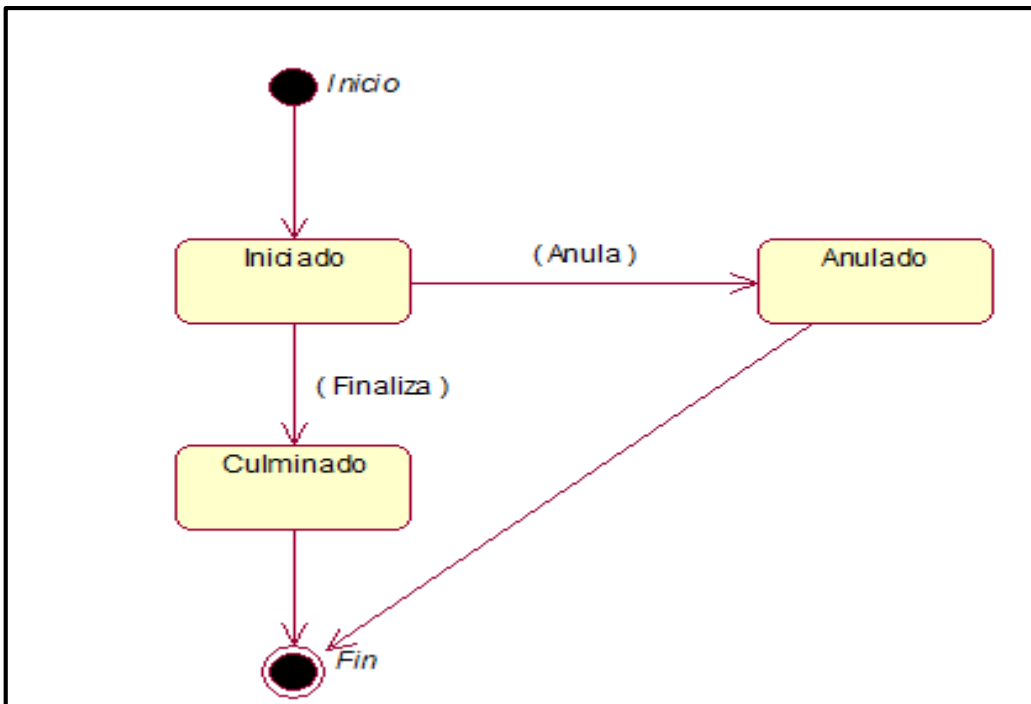 Inicio
Iniciado
( Anula )
Anulado
( Finaliza )
Culminado
Fin